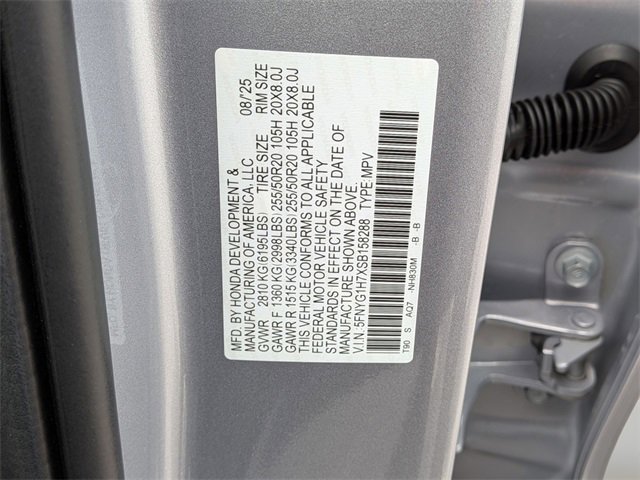 MFD. BY HONDA DEVELOPMENT & 08/'25
MANUFACTURING OF AMERICA, LLC
GVWR 2810 KG(6195LBS) TIRE SIZE RIM SIZE
GAWR F 1360 KG(2998LBS) 255/50R20 105H 20X8.0J
GAWR R 1515 KG(3340LBS) 255/50R20 105H 20X8.0J
THIS VEHICLE CONFORMS TO ALL APPLICABLE
FEDERAL MOTOR VEHICLE SAFETY
STANDARDS IN EFFECT ON THE DATE OF
MANUFACTURE SHOWN ABOVE.
V.I.N.:5FNYG1H7XSB158288 TYPE:MPV
T90 S AQ7 -NH830M -B -B